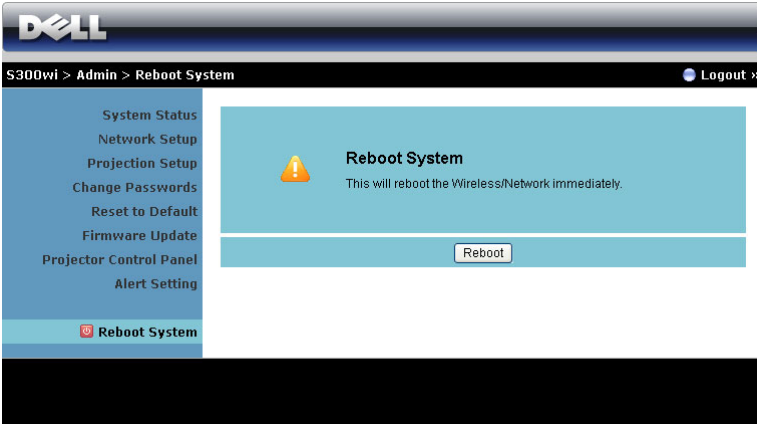 DELL
S300wi > Admin > Reboot System
Logout »
System Status
Network Setup
Projection Setup
Change Passwords
Reset to Default
Firmware Update
Projector Control Panel
Alert Setting
Reboot System
Reboot System
This will reboot the Wireless/Network immediately.
Reboot